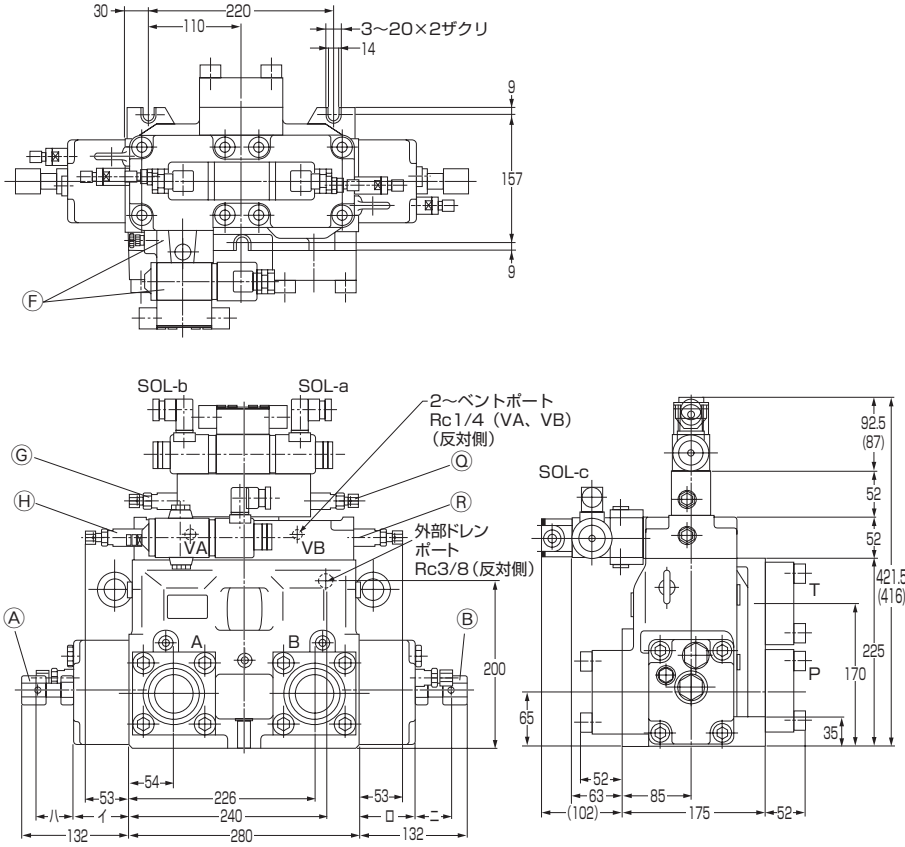 30
220
110
3～20×2ザクリ
14
9
157
9
Ⓕ
SOL-b
SOL-a
2～ベントポート
Rc1/4（VA、VB）
（反対側）
Ⓖ
Ⓠ
Ⓗ
Ⓡ
VA
VB
外部ドレン
ポート
Rc3/8（反対側）
Ⓐ
Ⓑ
A
B
200
54
53
226
53
ハ
イ
240
ロ
ニ
132
280
132
SOL-c
92.5
(87)
52
52
421.5
(416)
T
225
170
P
65
35
52
63
85
(102)
175
52